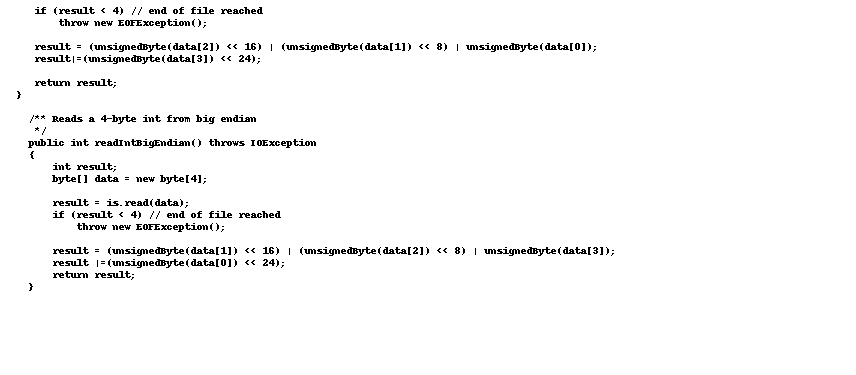 if (result < 4) // end of file reached
throw new EOFException();
result = (unsignedByte(data[2]) << 16) | (unsignedByte(data[1]) << 8) | unsignedByte(data[0]);
result|=(unsignedByte(data[3]) << 24);
return result;
}
/** Reads a 4-byte int from big endian
*/
public int readIntBigEndian() throws IOException
{
int result;
byte[] data = new byte[4];
result = is.read(data);
if (result < 4) // end of file reached
throw new EOFException();
result = (unsignedByte(data[1]) << 16) | (unsignedByte(data[2]) << 8) | unsignedByte(data[3]);
result |=(unsignedByte(data[0]) << 24);
return result;
}